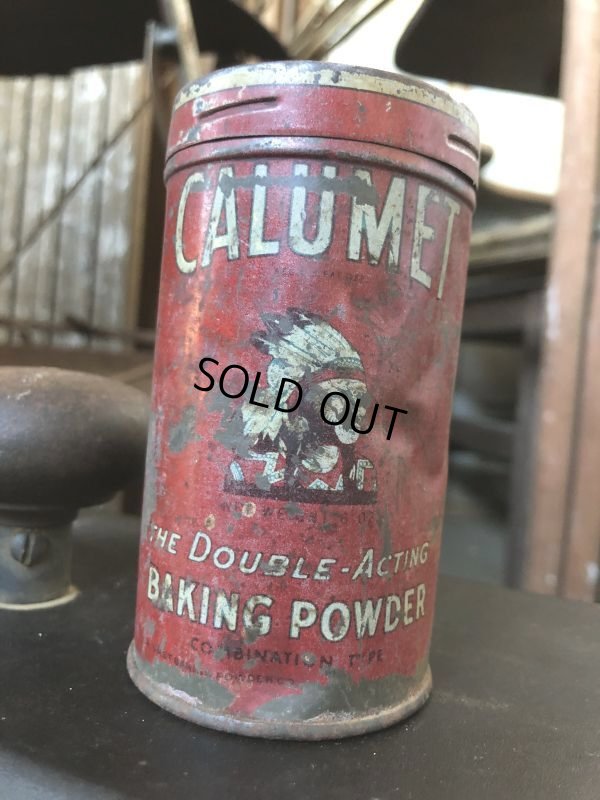 CALUMET
SOLD OUT
THE DOUBLE-ACTING
BAKING POWDER
COMBINATION TYPE